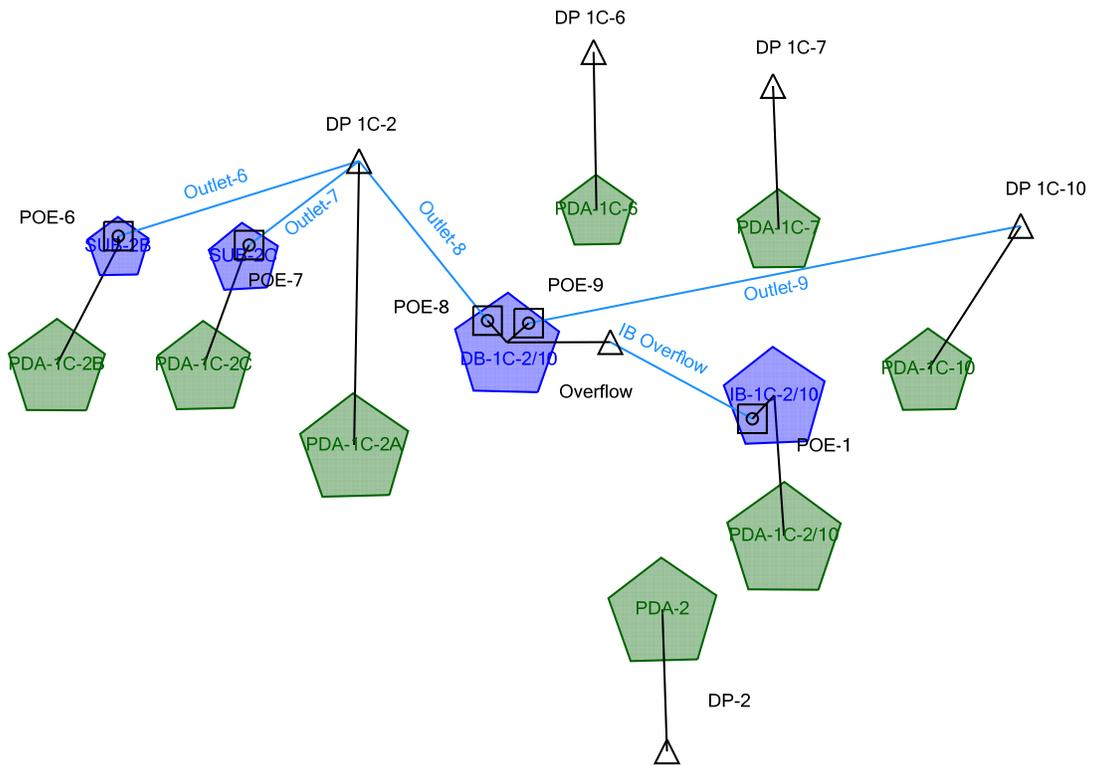 DP 1C-6
DP 1C-7
DP 1C-2
Outlet-6
Outlet-7
DP 1C-10
POE-6
SUB-2B
SUB-2C
POE-7
Outlet-8
PDA-1C-6
PDA-1C-7
POE-9
Outlet-9
POE-8
IB Overflow
DB-1C-2/10
PDA-1C-2B
PDA-1C-2C
PDA-1C-10
Overflow
IB-1C-2/10
PDA-1C-2A
POE-1
PDA-1C-2/10
PDA-2
DP-2